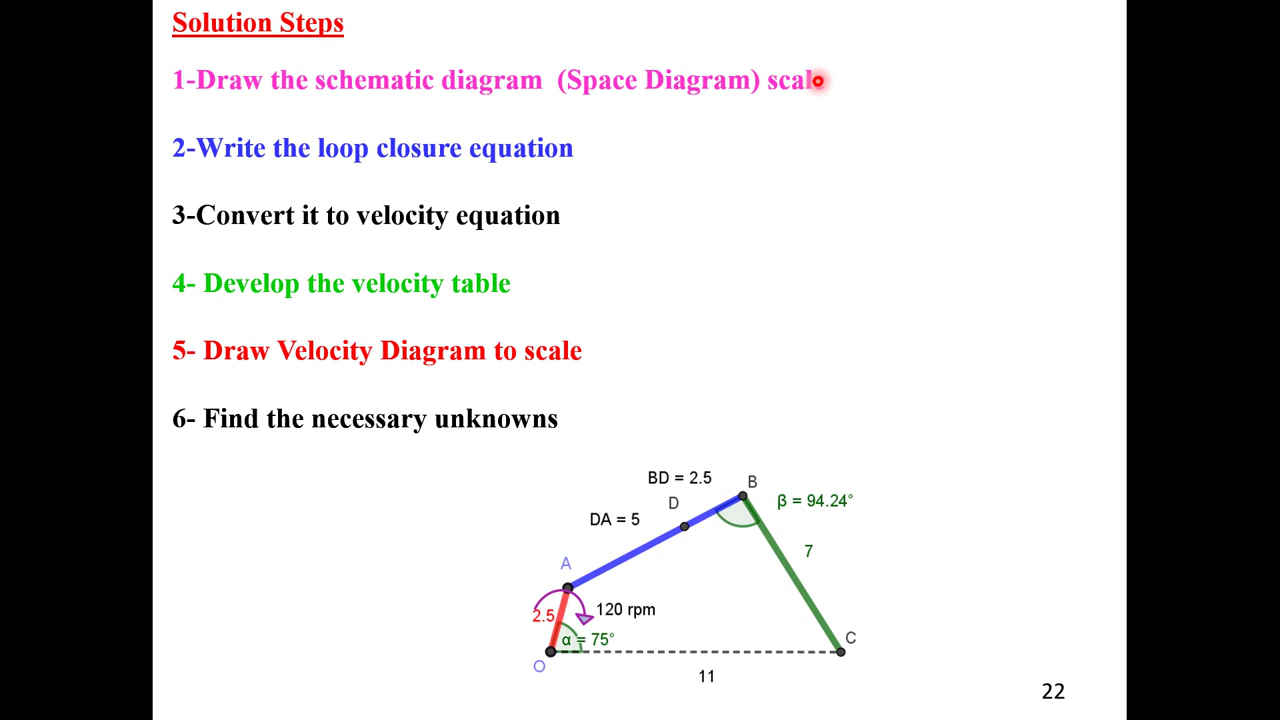 Solution Steps
1-Draw the schematic diagram (Space Diagram) scal
2-Write the loop closure equation
3-Convert it to velocity equation
4- Develop the velocity table
5- Draw Velocity Diagram to scale
6- Find the necessary unknowns
BD = 2.5
B
D
β = 94.24°
DA = 5
7
A
120 rpm
2.5
α = 75°
C
O
11
22